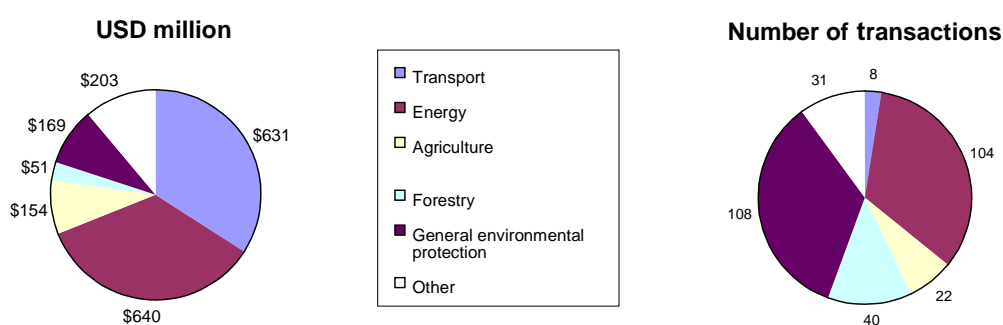 USD million
$203
$169
$51
$154
$640
$631
Transport
Energy
Agriculture
Forestry
General environmental
protection
Other
Number of transactions
31
8
104
108
22
40